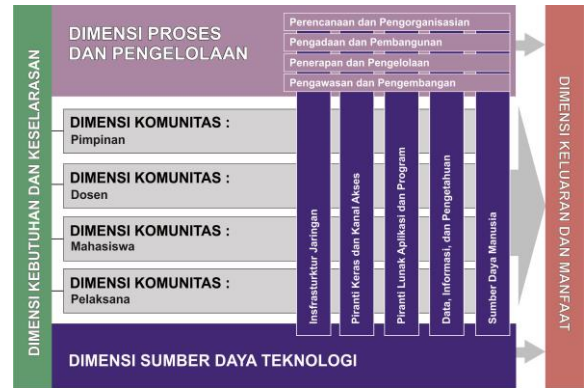 DIMENSI KEBUTUHAN DAN KESELARASAN
DIMENSI PROSES
DAN PENGELOLAAN
Perencanaan dan Pengorganisasian
Pengadaan dan Pembangunan
Penerapan dan Pengelolaan
Pengawasan dan Pengembangan
DIMENSI KOMUNITAS :
Pimpinan
DIMENSI KOMUNITAS :
Dosen
DIMENSI KOMUNITAS :
Mahasiswa
DIMENSI KOMUNITAS :
Pelaksana
Insfrasturktur Jaringan
Piranti Keras dan Kanal Akses
Piranti Lunak Aplikasi dan Program
Data, Informasi, dan Pengetahuan
Sumber Daya Manusia
DIMENSI SUMBER DAYA TEKNOLOGI
DIMENSI KELUARAN DAN MANFAAT